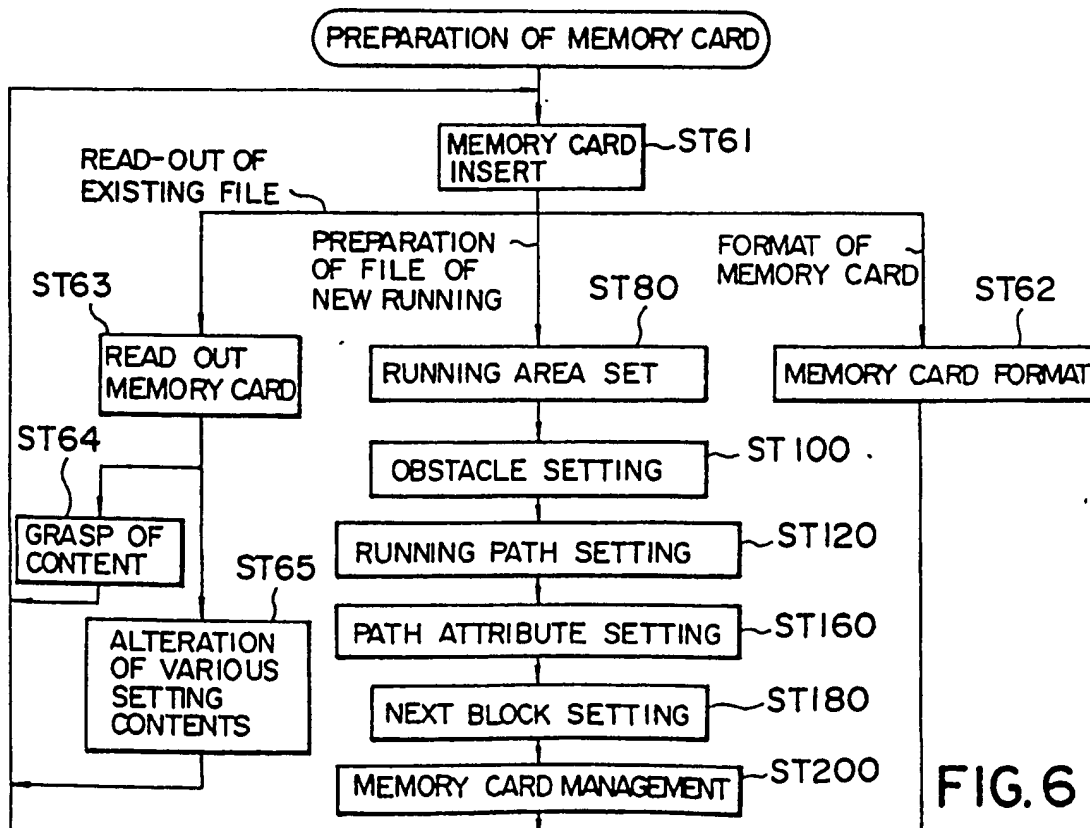 PREPARATION OF MEMORY CARD
MEMORY CARD
INSERT
ST61
READ-OUT OF
EXISTING FILE
PREPARATION
OF FILE OF
NEW RUNNING
FORMAT OF
MEMORY CARD
ST63
READ OUT
MEMORY CARD
ST80
RUNNING AREA SET
ST62
MEMORY CARD FORMAT
ST64
GRASP OF
CONTENT
ST100
OBSTACLE SETTING
ST120
RUNNING PATH SETTING
ST65
ALTERATION
OF VARIOUS
SETTING
CONTENTS
ST160
PATH ATTRIBUTE SETTING
ST180
NEXT BLOCK SETTING
ST200
MEMORY CARD MANAGEMENT
FIG. 6